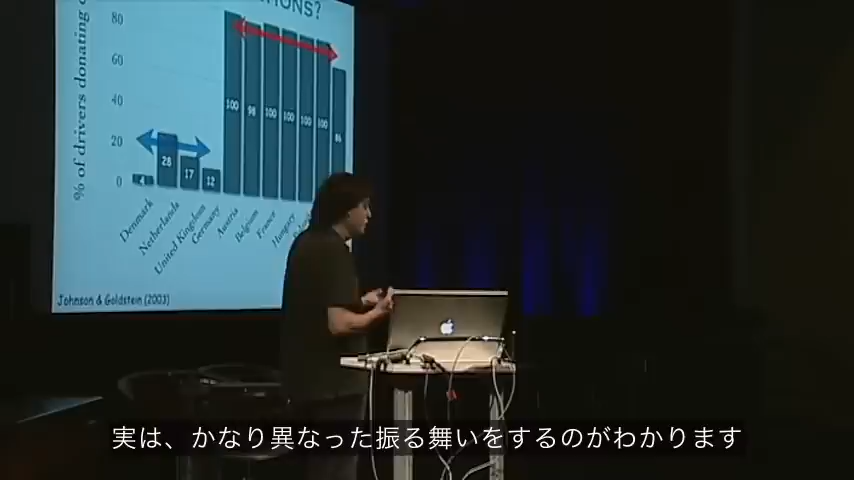 IONS?
% of drivers donating
80
60
40
20
0
4
28
17
12
100
98
100
100
100
100
86
Denmark
Netherlands
United Kingdom
Germany
Austria
Belgium
France
Hungary
Johnson & Goldstein (2003)
実は、かなり異なった振る舞いをするのがわかります